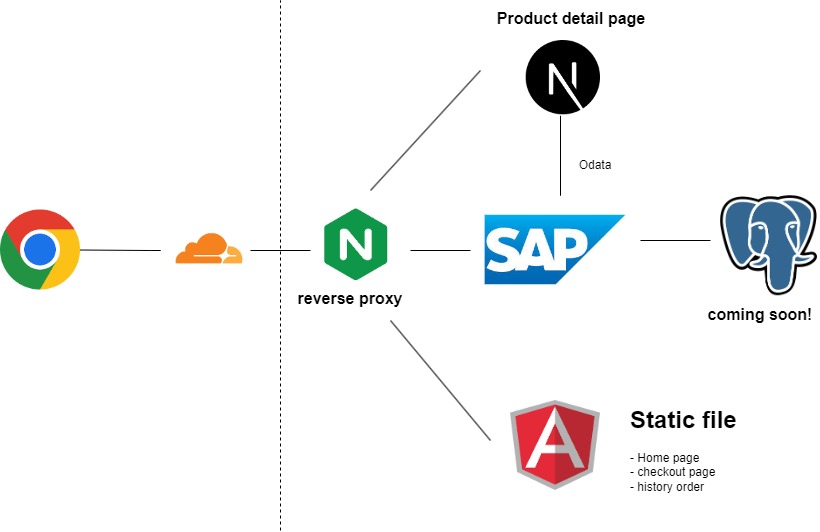 Product detail page
N
Odata
N
SAP
reverse proxy
coming soon!
A
Static file
- Home page
- checkout page
- history order